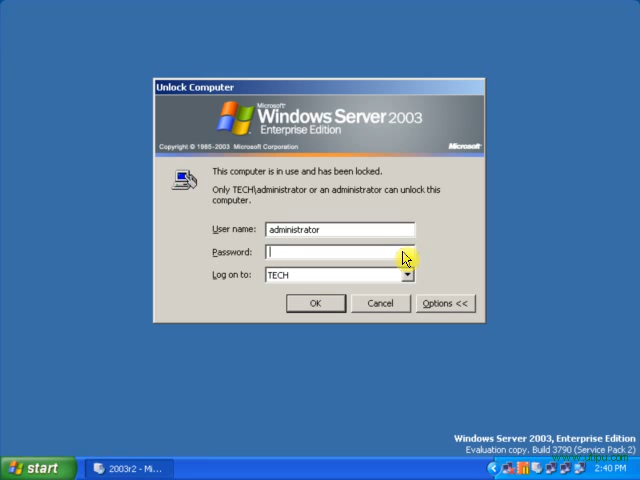 Unlock Computer
Microsoft
Windows Server 2003
Enterprise Edition
Copyright © 1985-2003 Microsoft Corporation
Microsoft
This computer is in use and has been locked.
Only TECH\administrator or an administrator can unlock this
computer.
User name: administrator
Password:
Log on to: TECH
OK Cancel Options <<
Windows Server 2003, Enterprise Edition
Evaluation copy. Build 3790 (Service Pack 2)
start 2003r2 - Mi... 2:40 PM